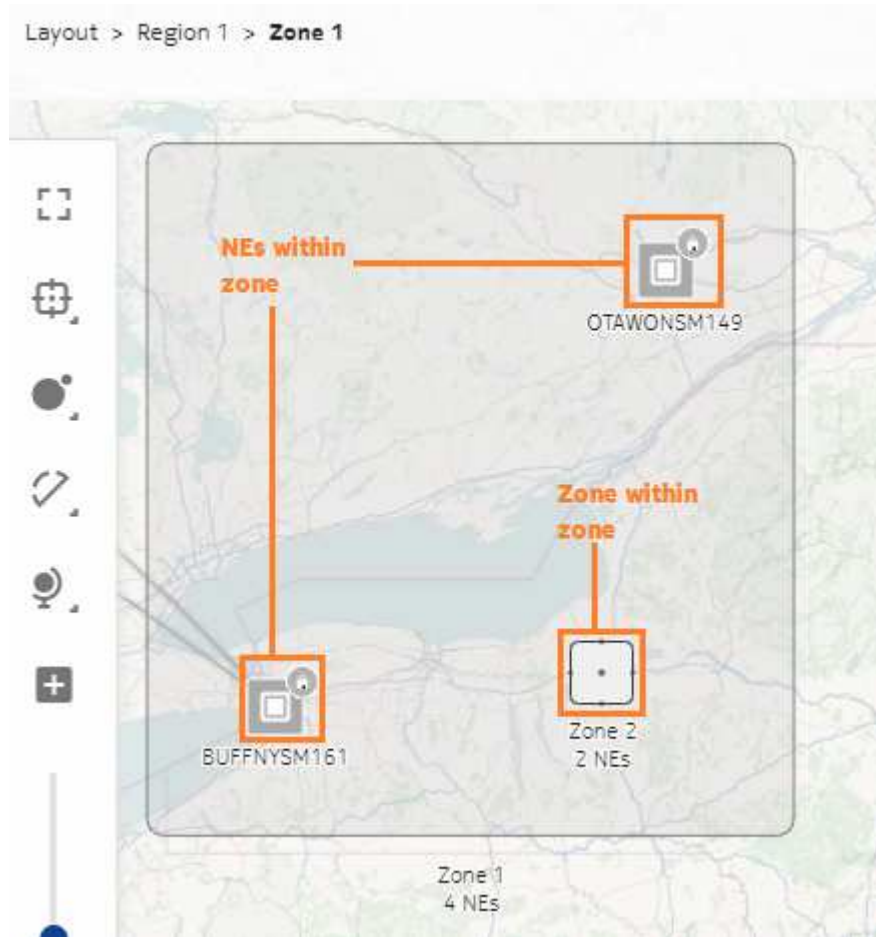 Layout > Region 1 > Zone 1
NEs within
zone
OTAWONSM149
Zone within
zone
Zone 2
2 NEs
BUFFNYSM161
Zone 1
4 NEs